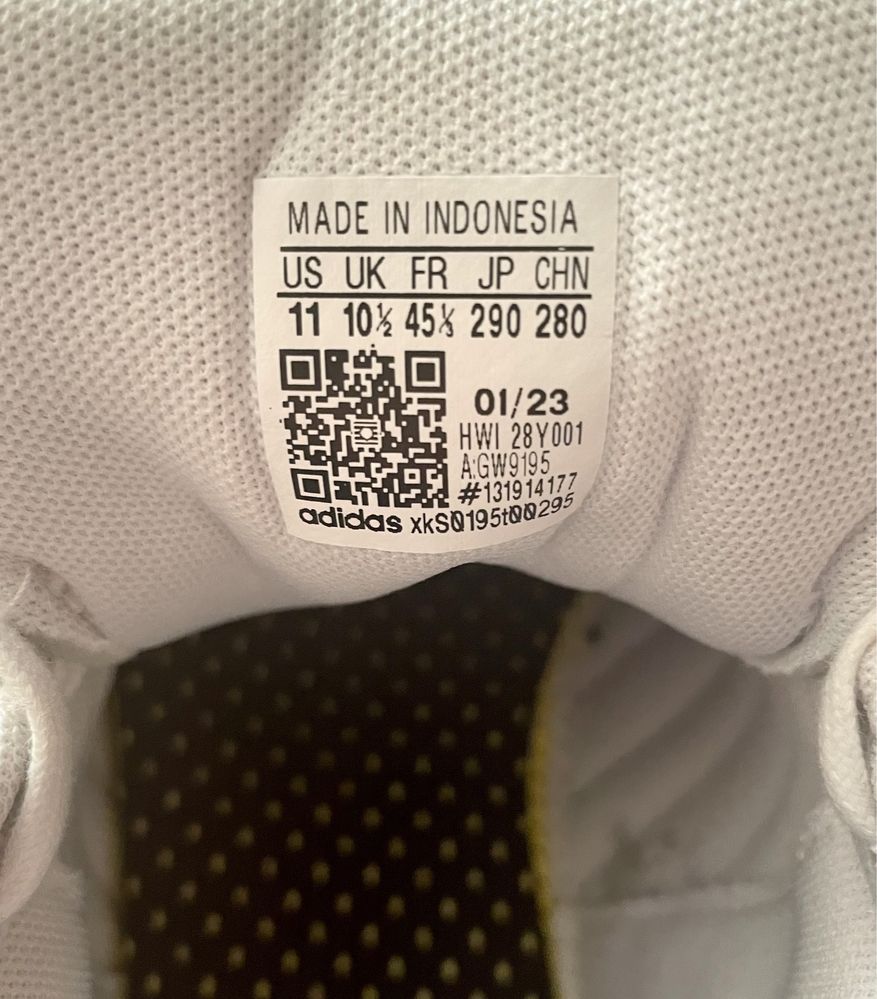 MADE IN INDONESIA
US UK FR JP CHN
11 10½ 45⅓ 290 280
01/23
HWI 28Y001
A:GW9195
#131914177
adidas xkS0195t00295